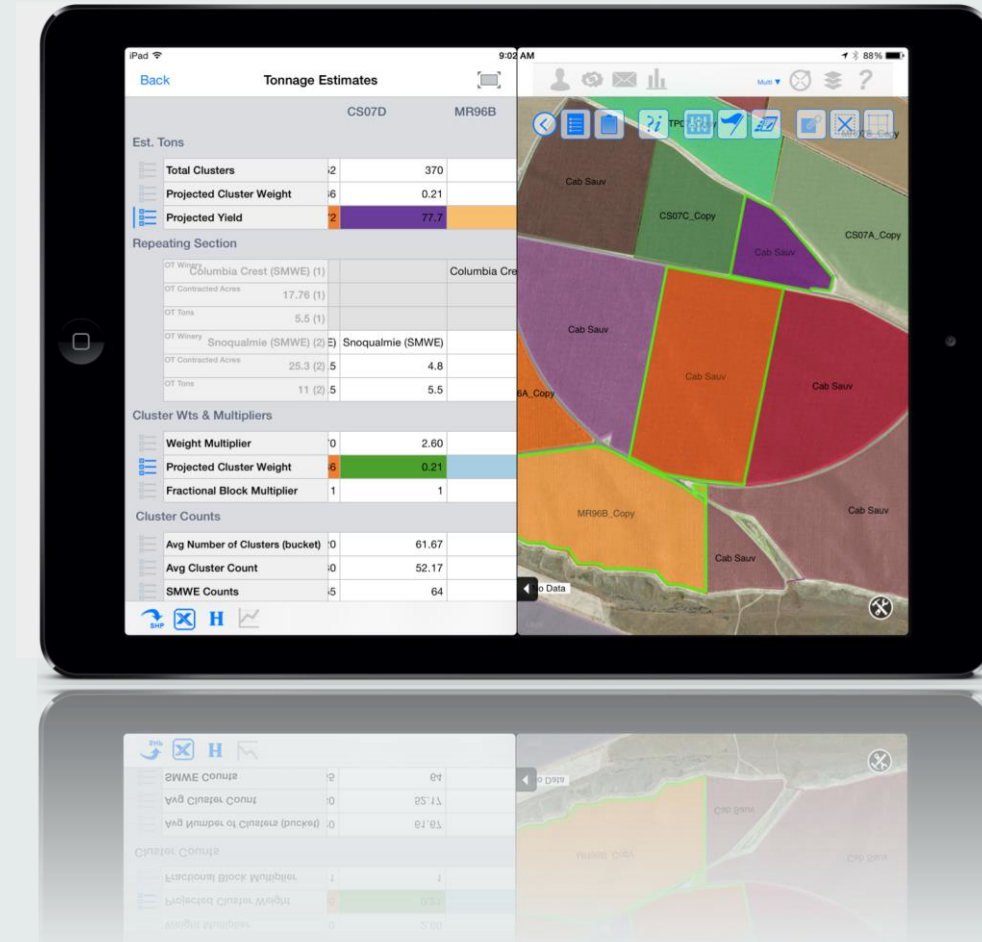 iPad
9:02 AM
88%
Back
Tonnage Estimates
Multi
?
CS07D
MR96B
Est. Tons
Total Clusters
370
Projected Cluster Weight
0.21
Projected Yield
77.7
Repeating Section
OT Winery
Columbia Crest (SMWE) (1)
Columbia Cre
OT Contracted Acres
17.76 (1)
OT Tons
5.5 (1)
OT Winery
Snoqualmie (SMWE) (2)
E)
Snoqualmie (SMWE)
OT Contracted Acres
25.3 (2)
.5
4.8
OT Tons
11 (2)
.5
5.5
Cluster Wts & Multipliers
Weight Multiplier
2.60
Projected Cluster Weight
0.21
Fractional Block Multiplier
1
1
Cluster Counts
Avg Number of Clusters (bucket)
61.67
Avg Cluster Count
52.17
SMWE Counts
64
SHP
X
H
?i
Cab Sauv
CS07C_Copy
Cab Sauv
CS07A_Copy
Cab Sauv
Cab Sauv
Cab Sauv
6A_Copy
MR96B_Copy
Cab Sauv
Cab Sauv
o Data